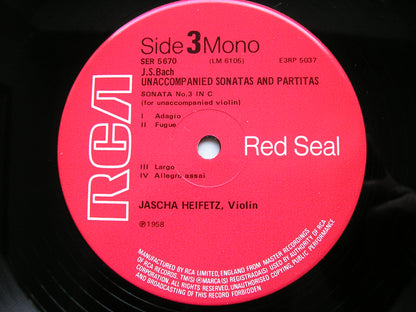 Side 3 Mono
SER 5670 (LM 6105) E3RP 5037
J.S.Bach
UNACCOMPANIED SONATAS AND PARTITAS
SONATA No.3 IN C
(for unaccompanied violin)
I Adagio
II Fugue
RCA
Red Seal
III Largo
IV Allegro assai
JASCHA HEIFETZ, Violin
℗1958
MANUFACTURED BY RCA LIMITED, ENGLAND FROM MASTER RECORDINGS
OF RCA RECORDS. TM(S) ® MARCA(S) REGISTRADA(S) USED BY AUTHORITY OF RCA
CORPORATION. ALL RIGHTS RESERVED. UNAUTHORISED COPYING, PUBLIC PERFORMANCE
AND BROADCASTING OF THIS RECORD FORBIDDEN